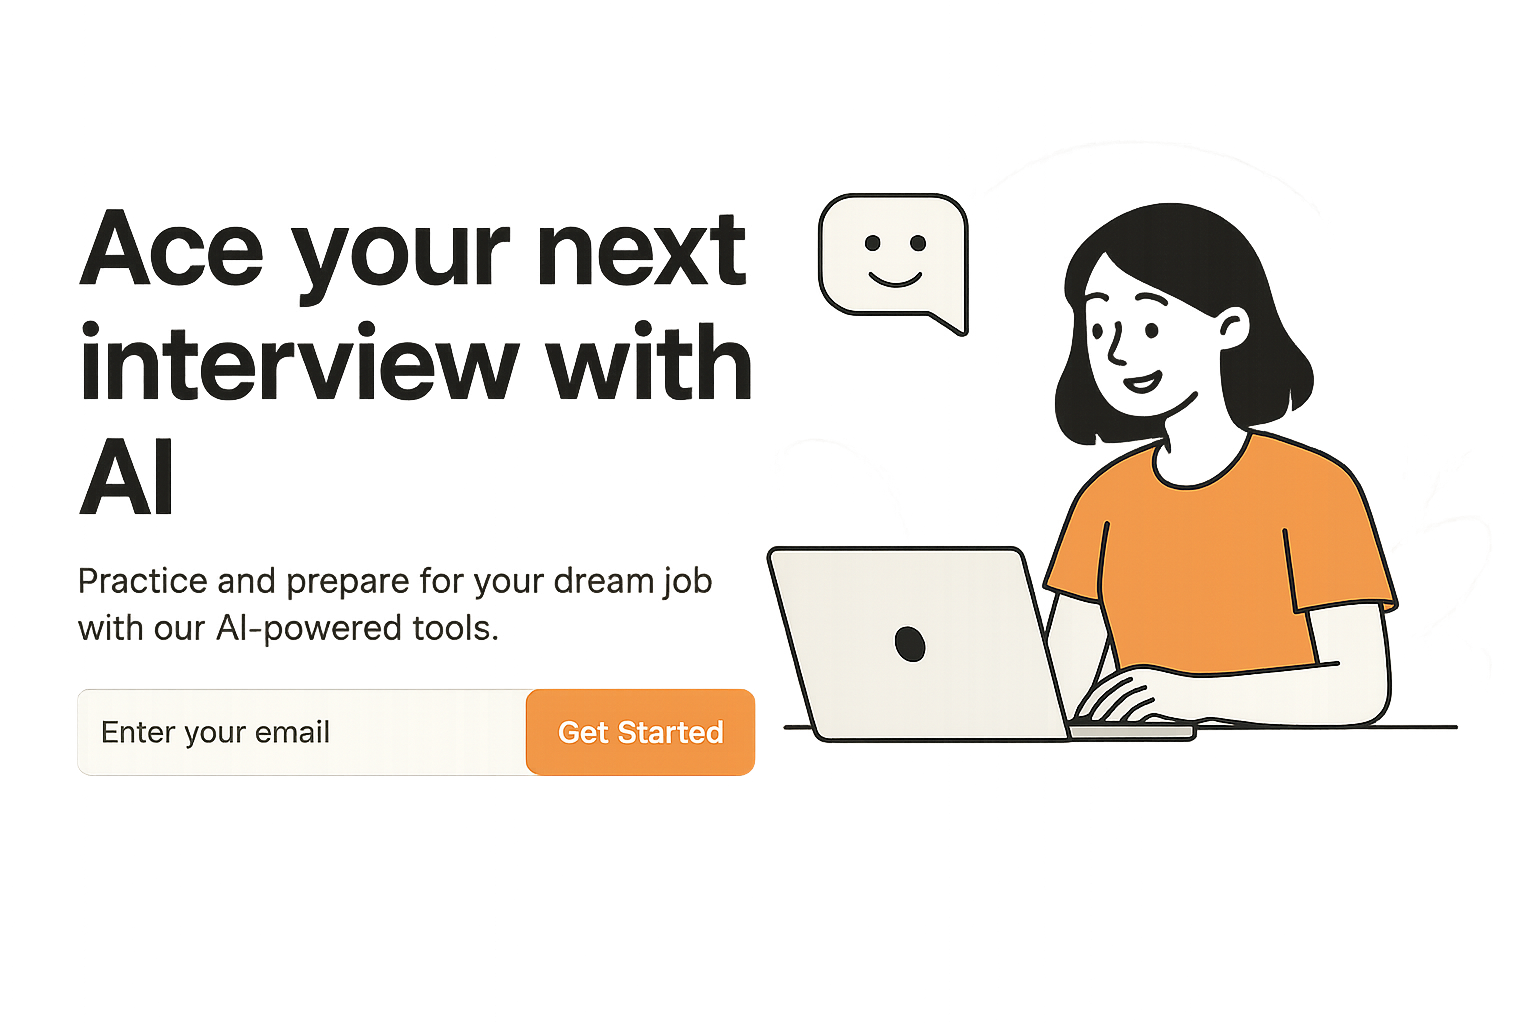 Ace your next
interview with
AI
Practice and prepare for your dream job
with our AI-powered tools.
Enter your email
Get Started